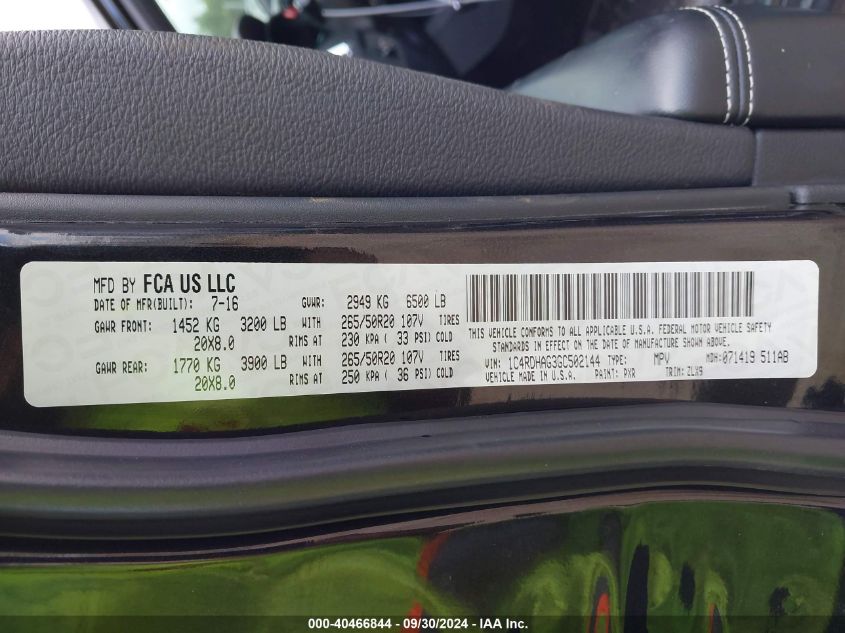 MFD BY FCA US LLC
DATE OF MFR(BUILT): 7-16 GVWR: 2949 KG 6500 LB
GAWR FRONT: 1452 KG 3200 LB WITH 265/50R20 107V TIRES
20X8.0 RIMS AT 230 KPA ( 33 PSI) COLD
GAWR REAR: 1770 KG 3900 LB WITH 265/50R20 107V TIRES
20X8.0 RIMS AT 250 KPA ( 36 PSI) COLD
THIS VEHICLE CONFORMS TO ALL APPLICABLE U.S.A. FEDERAL MOTOR VEHICLE SAFETY
STANDARDS IN EFFECT ON THE DATE OF MANUFACTURE SHOWN ABOVE.
VIN: 1C4RDHAG3GC502144 TYPE: MPV MDH: 071419 511AB
VEHICLE MADE IN U.S.A. PAINT: PXR TRIM: ZLX9
000-40466844 - 09/30/2024 - IAA Inc.